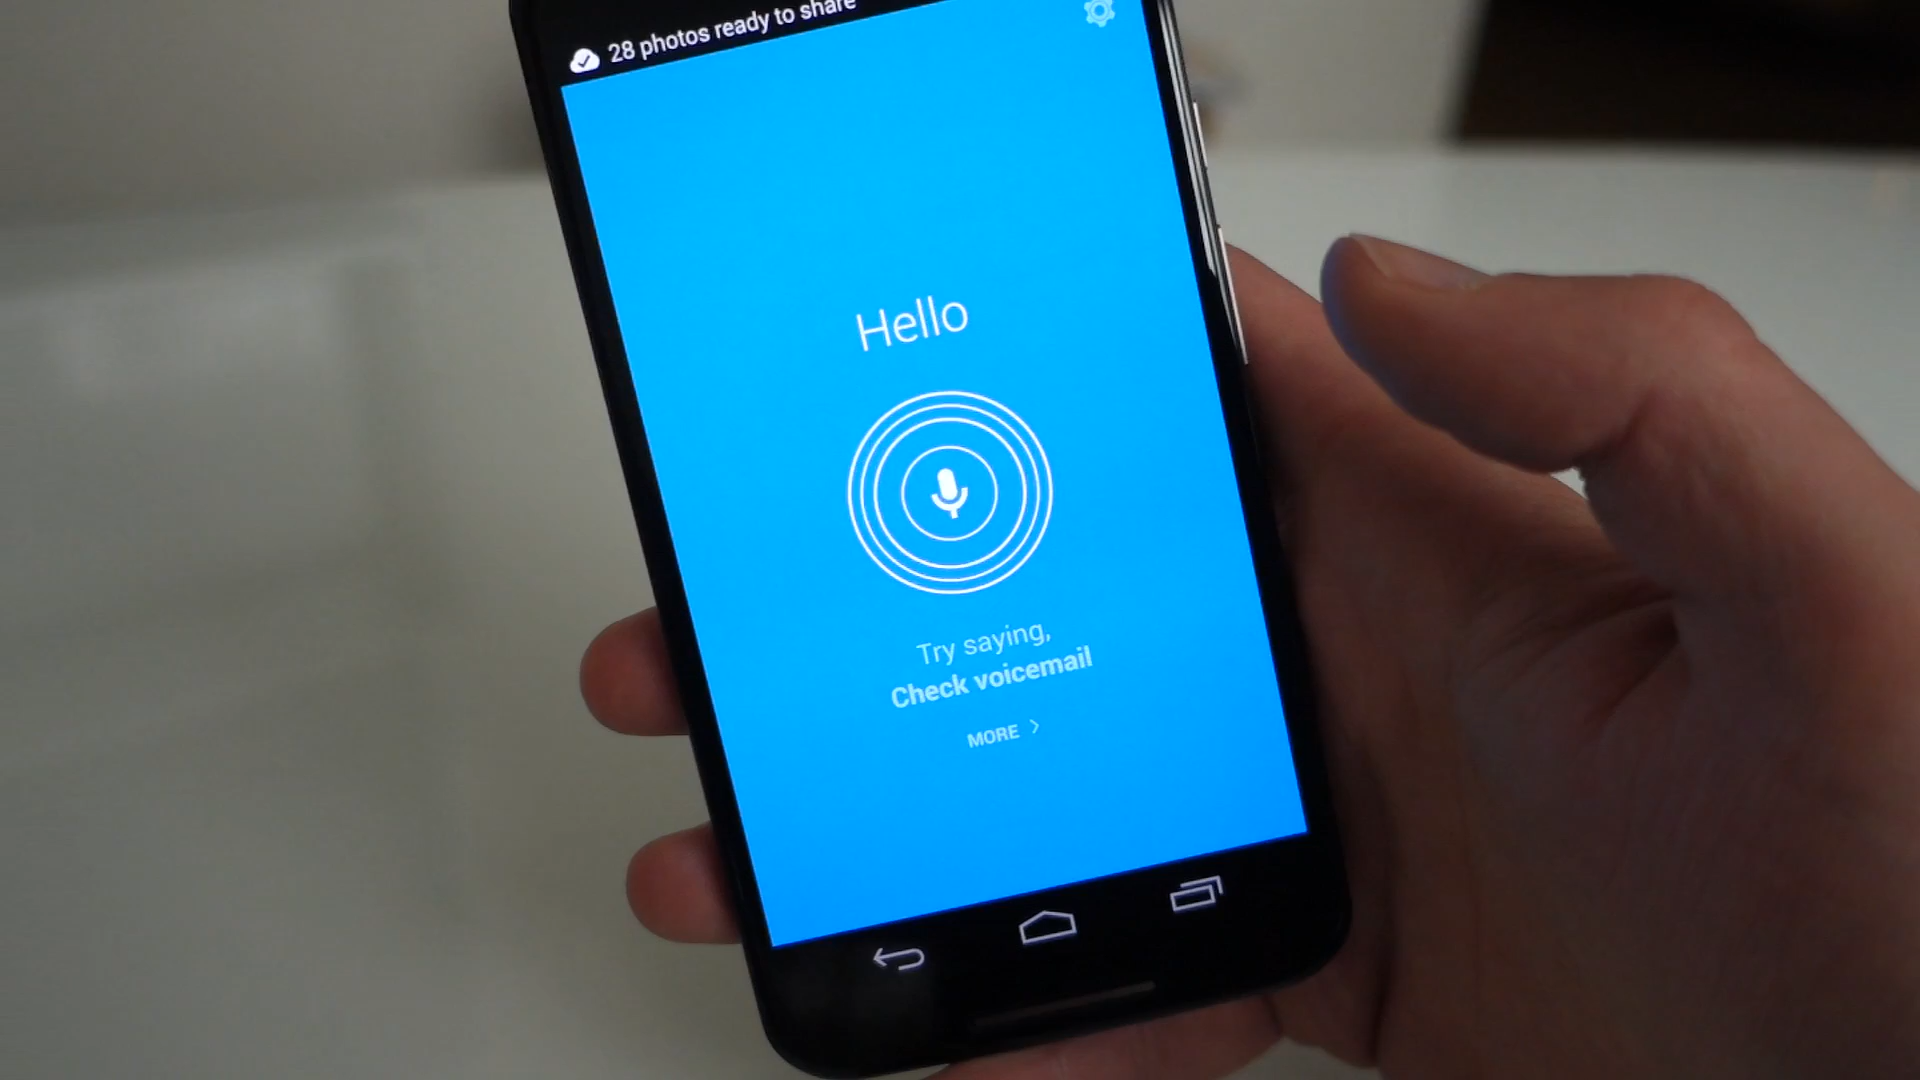 28 photos ready to share
Hello
Try saying,
Check voicemail
MORE